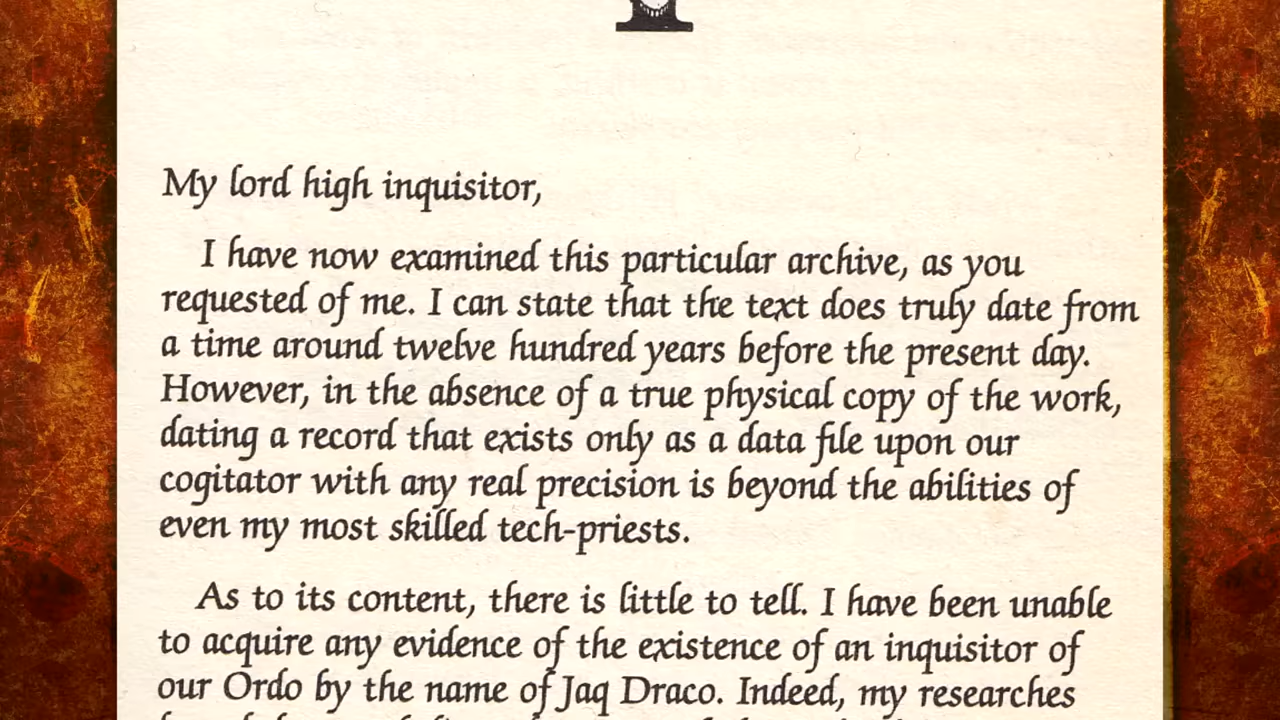 My lord high inquisitor,
I have now examined this particular archive, as you
requested of me. I can state that the text does truly date from
a time around twelve hundred years before the present day.
However, in the absence of a true physical copy of the work,
dating a record that exists only as a data file upon our
cogitator with any real precision is beyond the abilities of
even my most skilled tech-priests.
As to its content, there is little to tell. I have been unable
to acquire any evidence of the existence of an inquisitor of
our Ordo by the name of Jaq Draco. Indeed, my researches